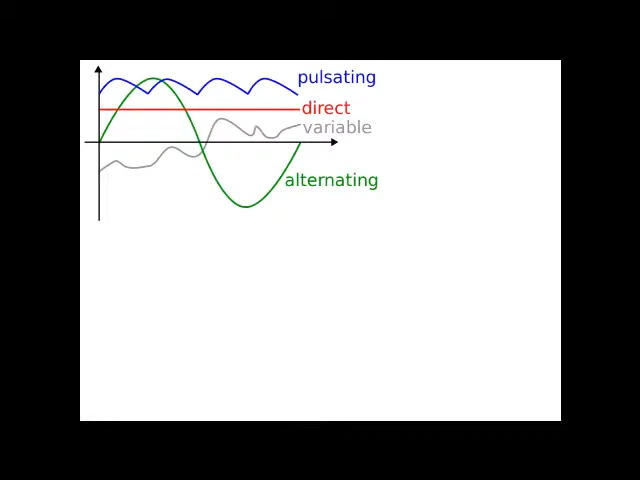 pulsating
direct
variable
alternating